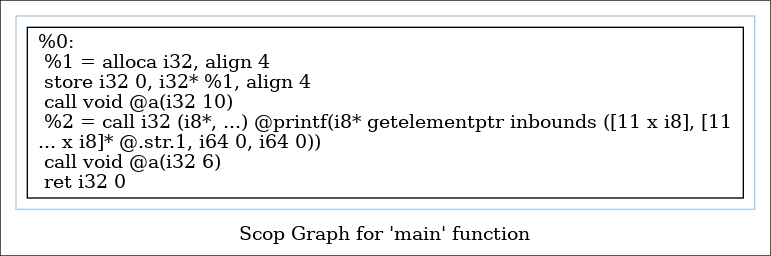 %0:
%1 = alloca i32, align 4
store i32 0, i32* %1, align 4
call void @a(i32 10)
%2 = call i32 (i8*, ...) @printf(i8* getelementptr inbounds ([11 x i8], [11
... x i8]* @.str.1, i64 0, i64 0))
call void @a(i32 6)
ret i32 0
Scop Graph for 'main' function